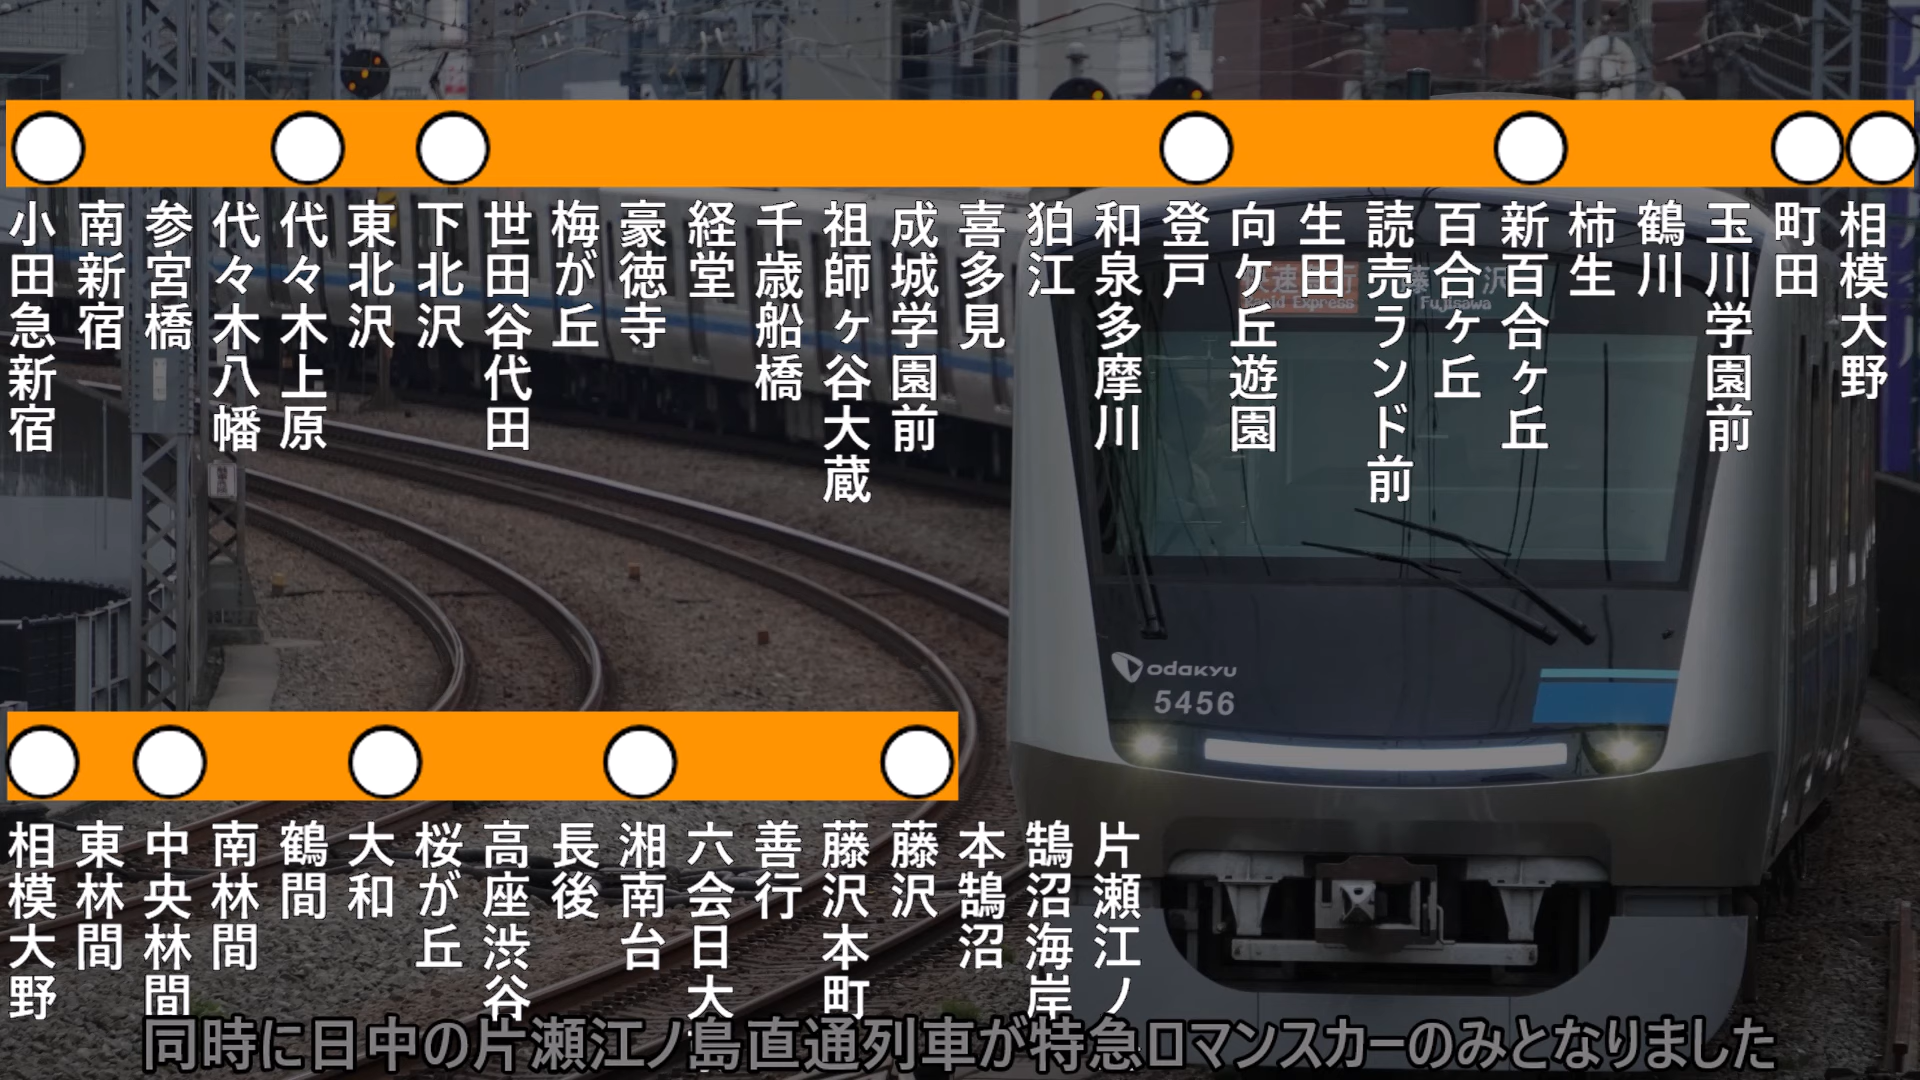 小田急新宿
南新宿
参宮橋
代々木八幡
代々木上原
東北沢
下北沢
世田谷代田
梅が丘
豪徳寺
経堂
千歳船橋
祖師ヶ谷大蔵
成城学園前
喜多見
狛江
和泉多摩川
登戸
向ケ丘遊園
生田
読売ランド前
百合ヶ丘
新百合ヶ丘
柿生
鶴川
玉川学園前
町田
相模大野
Rapid Express
Fujisawa
odakyu
5456
相模大野
東林間
中央林間
南林間
鶴間
大和
桜が丘
高座渋谷
長後
湘南台
六会日大
善行
藤沢本町
藤沢
本鵠沼
鵠沼海岸
片瀬江ノ
同時に日中の片瀬江ノ島直通列車が特急ロマンスカーのみとなりました